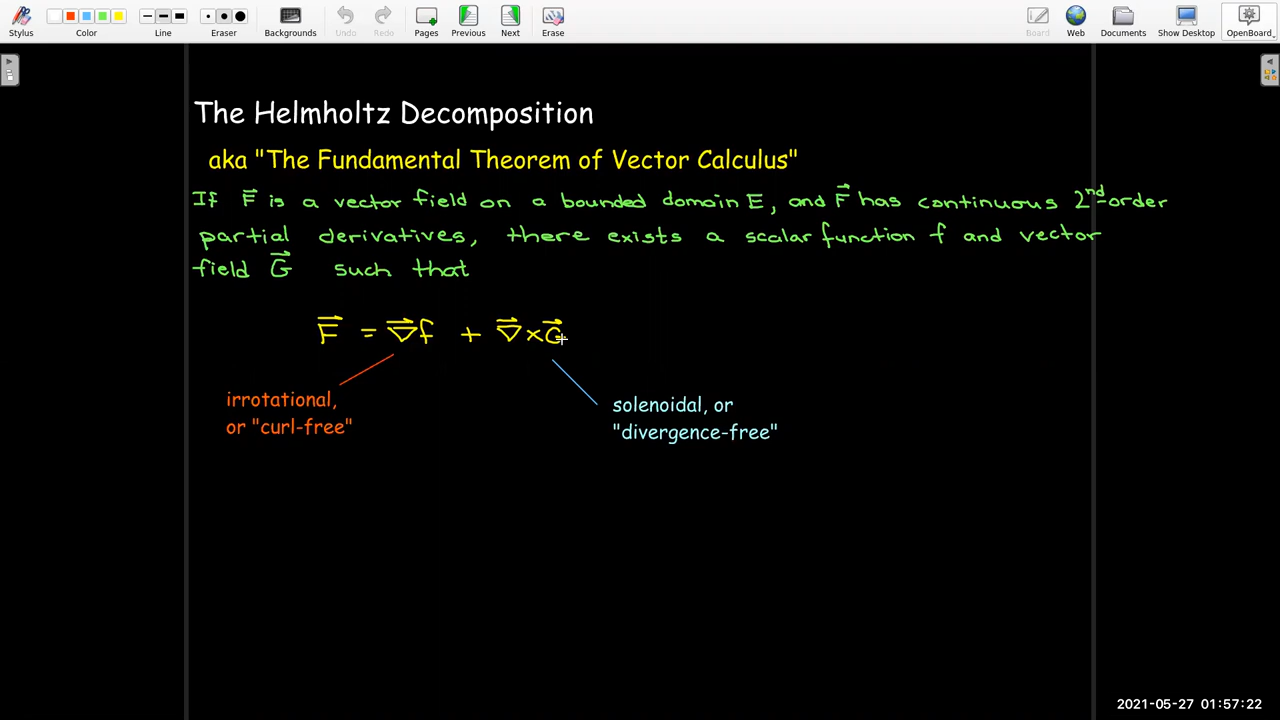 Stylus Color Line Eraser Backgrounds Undo Redo Pages Previous Next Erase Board Web Documents Show Desktop OpenBoard
The Helmholtz Decomposition
aka "The Fundamental Theorem of Vector Calculus"
If F⃗ is a vector field on a bounded domain E, and F⃗ has continuous 2nd-order
partial derivatives, there exists a scalar function f and vector
field G⃗ such that
F⃗ = ∇⃗f + ∇⃗×G⃗
irrotational,
or "curl-free"
solenoidal, or
"divergence-free"
2021-05-27 01:57:22